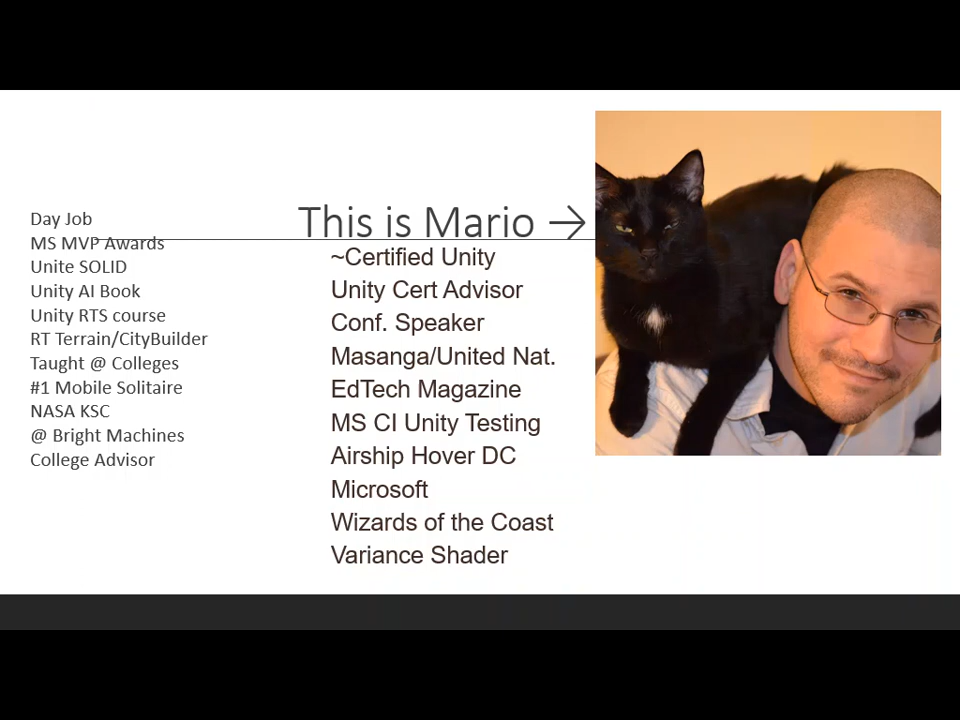 This is Mario →
Day Job
MS MVP Awards
Unite SOLID
Unity AI Book
Unity RTS course
RT Terrain/CityBuilder
Taught @ Colleges
#1 Mobile Solitaire
NASA KSC
@ Bright Machines
College Advisor
~Certified Unity
Unity Cert Advisor
Conf. Speaker
Masanga/United Nat.
EdTech Magazine
MS CI Unity Testing
Airship Hover DC
Microsoft
Wizards of the Coast
Variance Shader